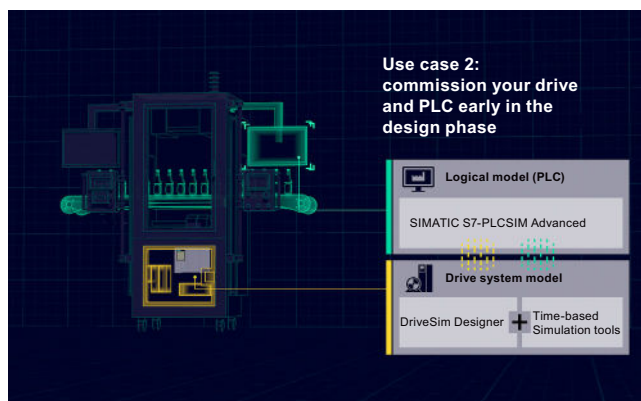 Use case 2:
commission your drive
and PLC early in the
design phase
Logical model (PLC)
SIMATIC S7-PLCSIM Advanced
Drive system model
DriveSim Designer
Time-based
Simulation tools